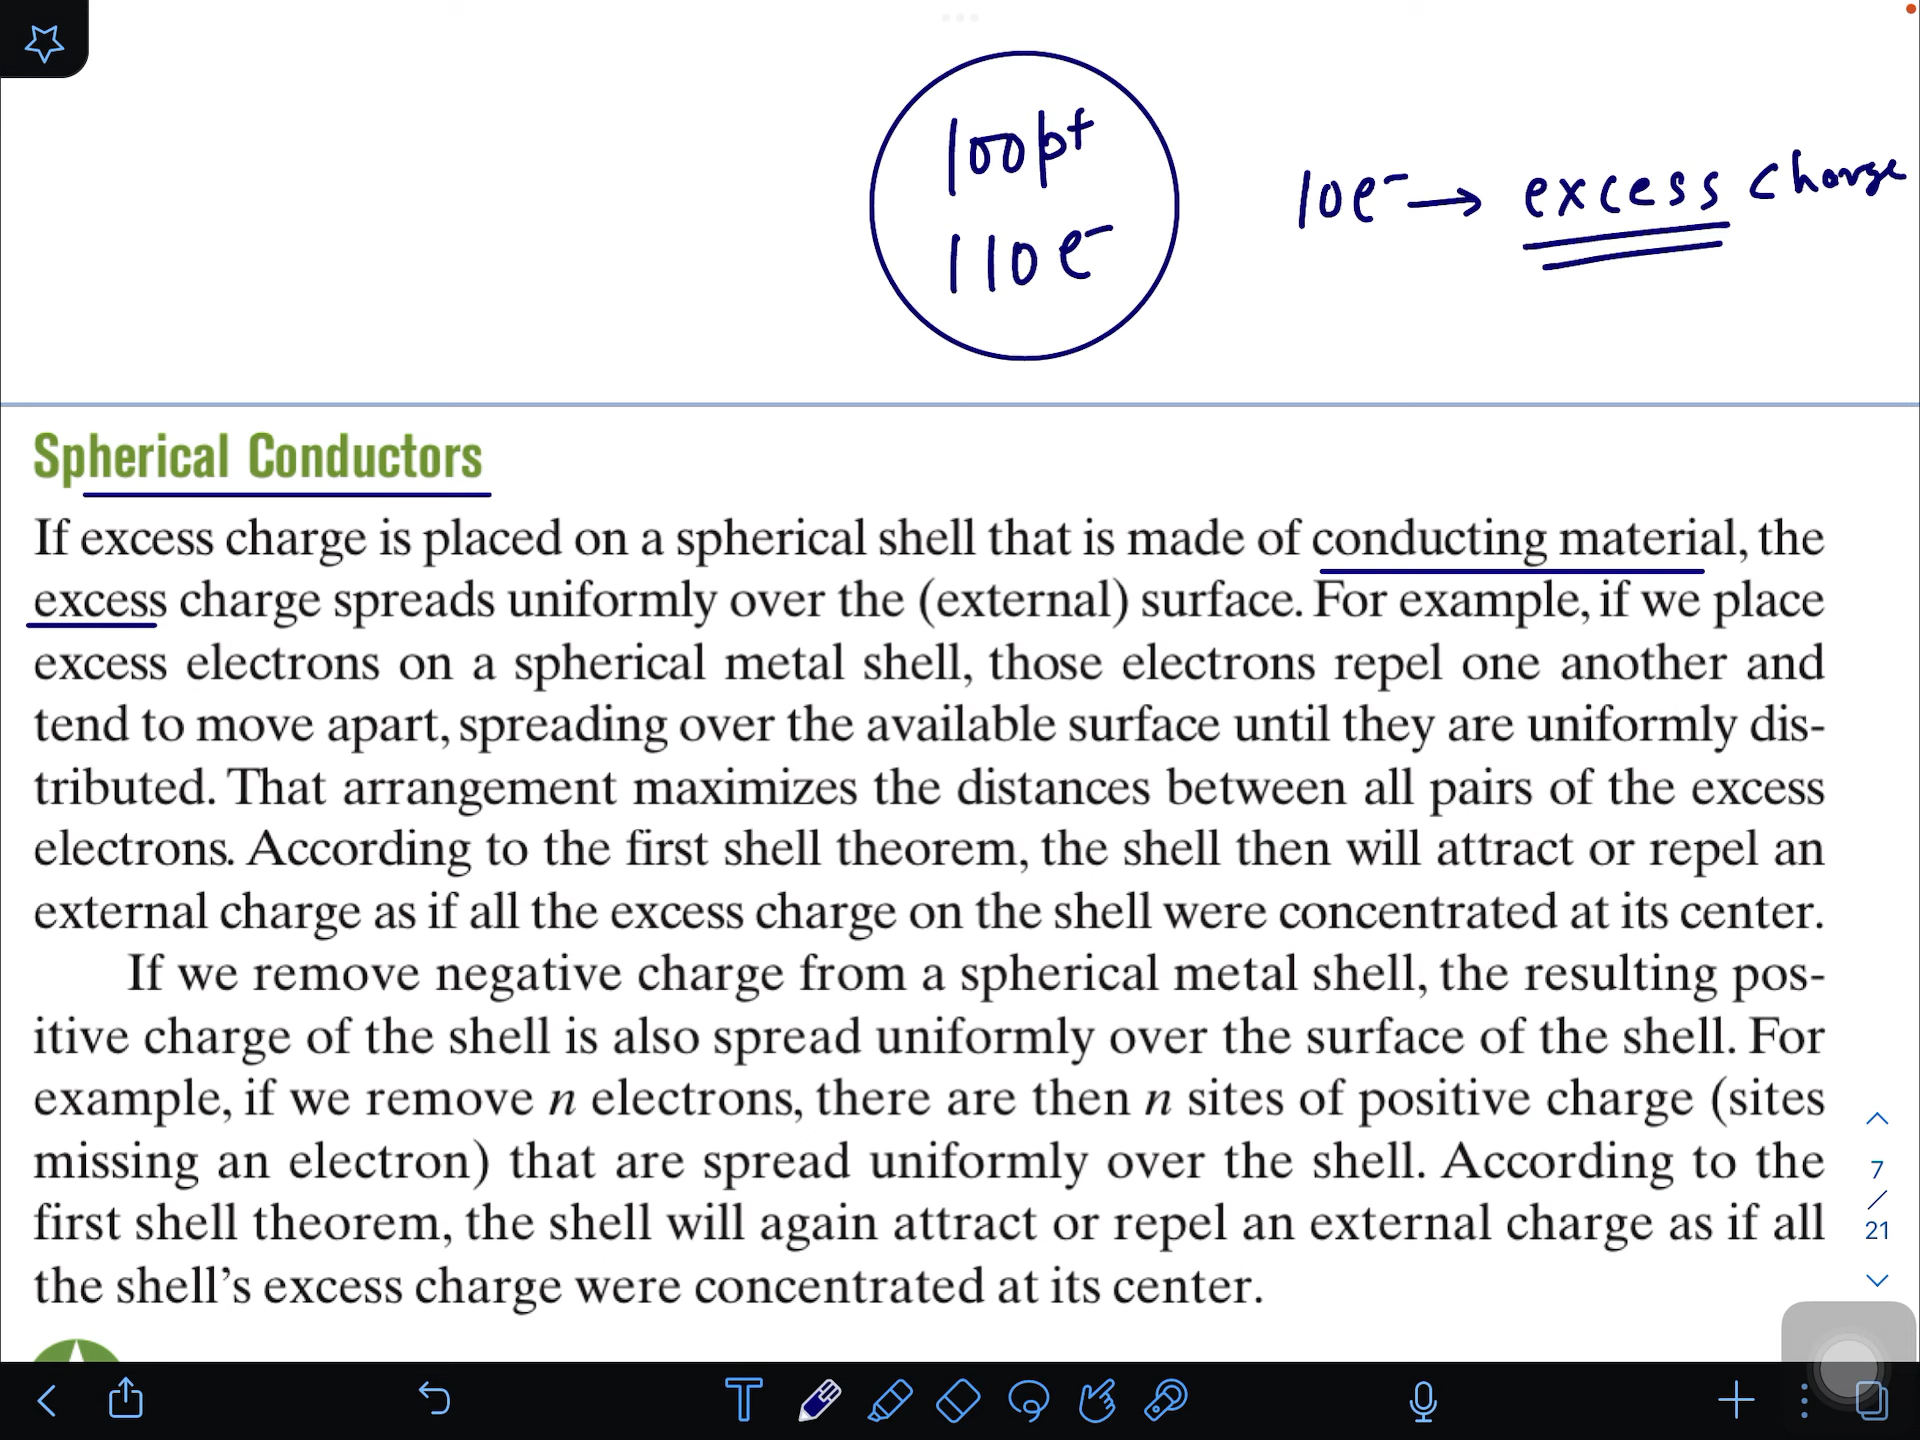 100p+
110e-
10e- → excess charge
Spherical Conductors
If excess charge is placed on a spherical shell that is made of conducting material, the
excess charge spreads uniformly over the (external) surface. For example, if we place
excess electrons on a spherical metal shell, those electrons repel one another and
tend to move apart, spreading over the available surface until they are uniformly dis-
tributed. That arrangement maximizes the distances between all pairs of the excess
electrons. According to the first shell theorem, the shell then will attract or repel an
external charge as if all the excess charge on the shell were concentrated at its center.
If we remove negative charge from a spherical metal shell, the resulting pos-
itive charge of the shell is also spread uniformly over the surface of the shell. For
example, if we remove n electrons, there are then n sites of positive charge (sites
missing an electron) that are spread uniformly over the shell. According to the
first shell theorem, the shell will again attract or repel an external charge as if all
the shell's excess charge were concentrated at its center.
7
/
21
T